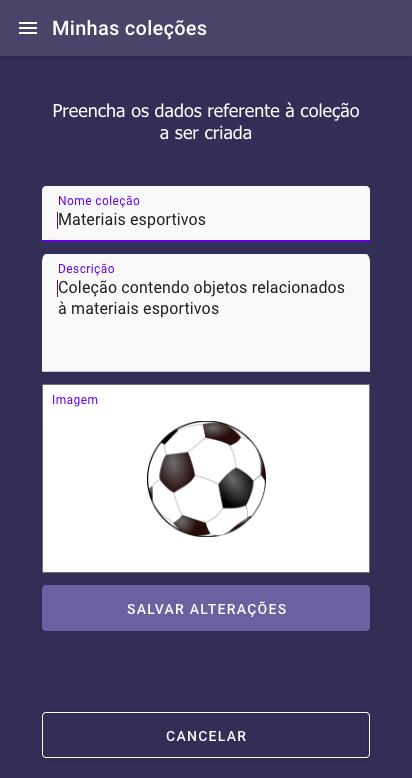 Minhas coleções
Preencha os dados referente à coleção
a ser criada
Nome coleção
Materiais esportivos
Descrição
Coleção contendo objetos relacionados
à materiais esportivos
Imagem
SALVAR ALTERAÇÕES
CANCELAR